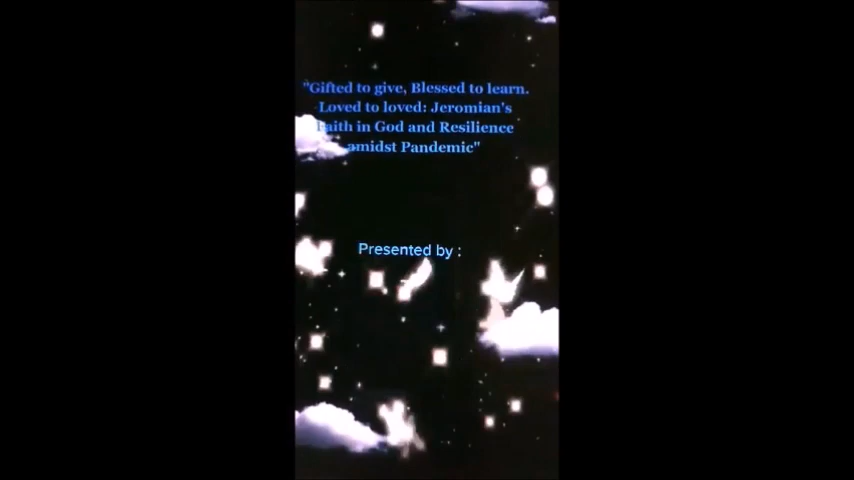 "Gifted to give, Blessed to learn.
Loved to loved: Jeromian's
Faith in God and Resilience
amidst Pandemic"
Presented by :